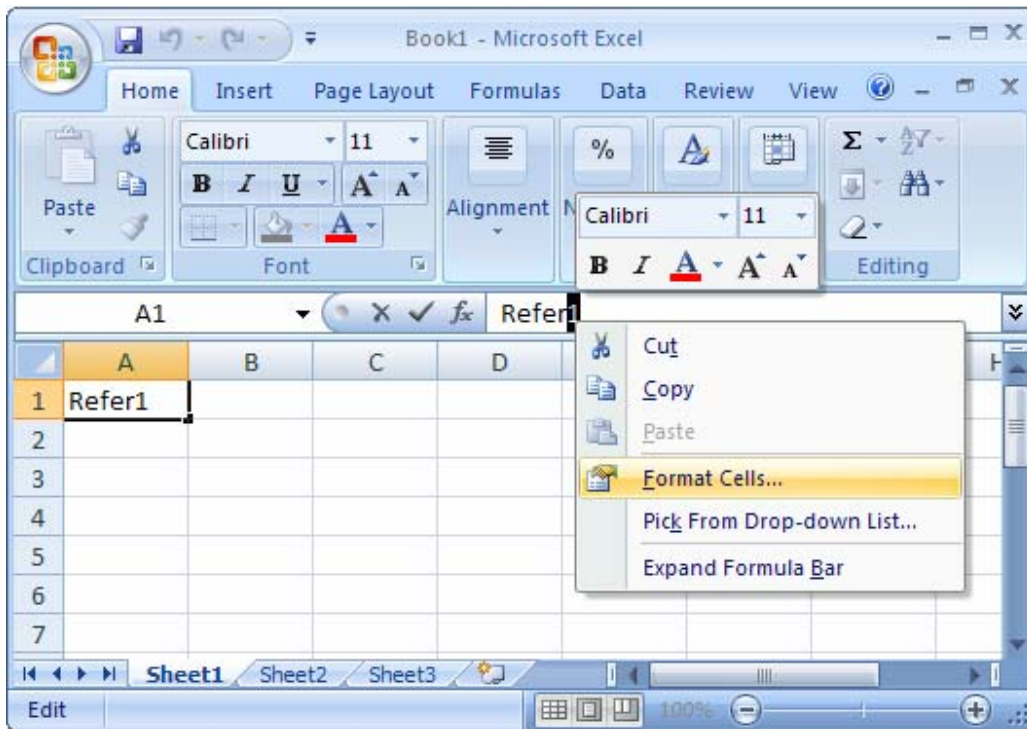 Book1 - Microsoft Excel
Home Insert Page Layout Formulas Data Review View
Calibri 11
% A Σ
B I U A A
Paste Alignment N
A
Clipboard Font Editing
Calibri 11
B I A A A
A1 fx Refer1
A B C D H
1 Refer1
2
3
4
5
6
7
Cut
Copy
Paste
Format Cells...
Pick From Drop-down List...
Expand Formula Bar
Sheet1 Sheet2 Sheet3
Edit 100%